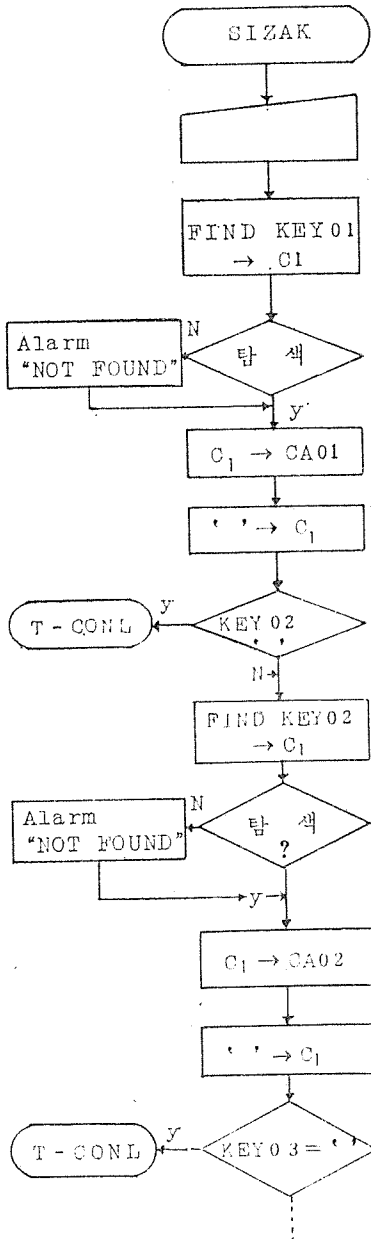 SIZAK
FIND KEY01
→ C1
N
Alarm
"NOT FOUND"
탐 색
y
C₁ → CA01
' ' → C₁
y
T-CONL
KEY02
' '
N→
FIND KEY02
→ C₁
N
Alarm
"NOT FOUND"
탐 색
?
y
C₁ → CA02
' ' → C₁
y
T-CONL
KEY03=' '